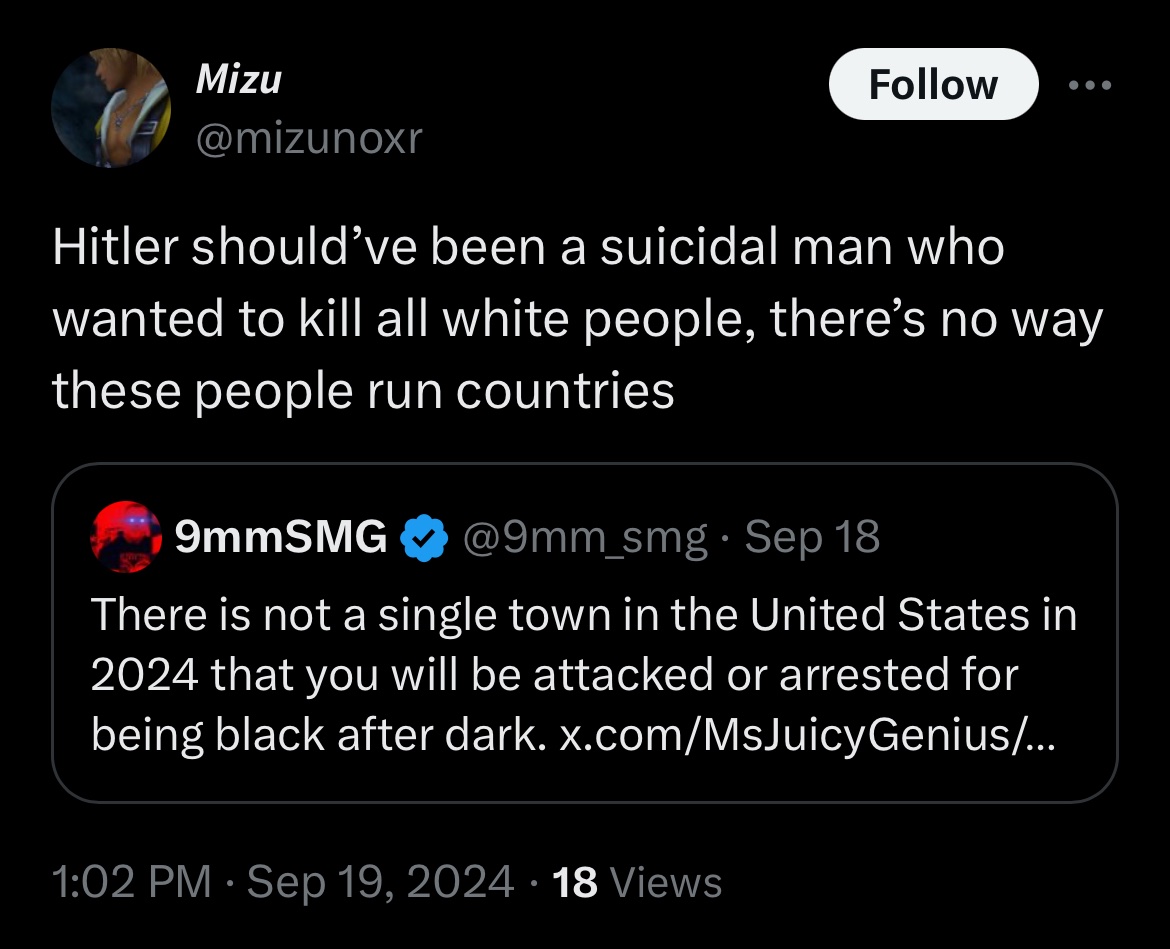 Mizu
Follow
@mizunoxr
Hitler should’ve been a suicidal man who
wanted to kill all white people, there’s no way
these people run countries
9mmSMG @9mm_smg · Sep 18
There is not a single town in the United States in
2024 that you will be attacked or arrested for
being black after dark. x.com/MsJuicyGenius/…
1:02 PM · Sep 19, 2024 · 18 Views